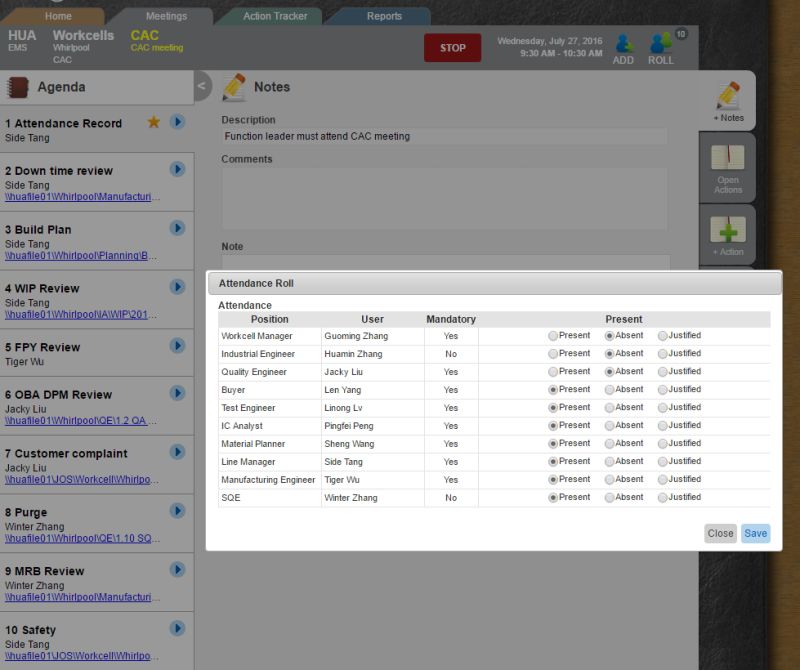 Home
Meetings
Action Tracker
Reports
HUA
EMS
Workcells
Whirlpool
CAC
CAC
CAC meeting
STOP
Wednesday, July 27, 2016
9:30 AM - 10:30 AM
ADD
ROLL
10
Agenda
<
Notes
1 Attendance Record
Side Tang
2 Down time review
Side Tang
\\huafile01\Whirlpool\Manufacturi...
3 Build Plan
Side Tang
\\huafile01\Whirlpool\Planning\B...
4 WIP Review
Side Tang
\\huafile01\Whirlpool\IA\WIP\201...
5 FPY Review
Tiger Wu
6 OBA DPM Review
Jacky Liu
\\huafile01\Whirlpool\QE\1.2 QA ...
7 Customer complaint
Jacky Liu
\\huafile01\JOS\Workcell\Whirlpo...
8 Purge
Winter Zhang
\\huafile01\Whirlpool\QE\1.10 SQ...
9 MRB Review
Winter Zhang
\\huafile01\Whirlpool\Manufacturi...
10 Safety
Side Tang
\\huafile01\JOS\Workcell\Whirlpo...
Description
Function leader must attend CAC meeting
Comments
Note
+ Notes
Open
Actions
+ Action
Attendance Roll
Attendance
Position User Mandatory Present
Workcell Manager Guoming Zhang Yes Present Absent Justified
Industrial Engineer Huamin Zhang No Present Absent Justified
Quality Engineer Jacky Liu Yes Present Absent Justified
Buyer Len Yang Yes Present Absent Justified
Test Engineer Linong Lv Yes Present Absent Justified
IC Analyst Pingfei Peng Yes Present Absent Justified
Material Planner Sheng Wang Yes Present Absent Justified
Line Manager Side Tang Yes Present Absent Justified
Manufacturing Engineer Tiger Wu Yes Present Absent Justified
SQE Winter Zhang No Present Absent Justified
Close Save